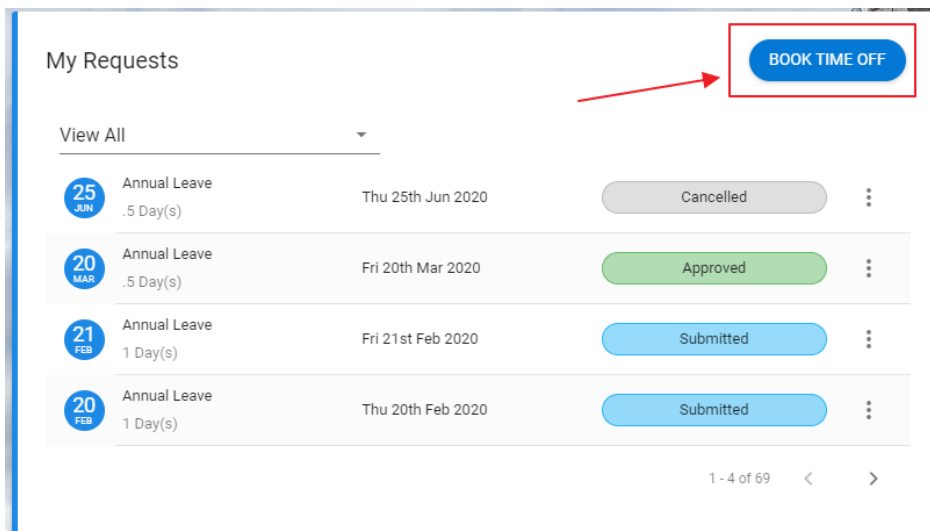 My Requests
BOOK TIME OFF
View All
25
JUN
Annual Leave
.5 Day(s)
Thu 25th Jun 2020
Cancelled
20
MAR
Annual Leave
.5 Day(s)
Fri 20th Mar 2020
Approved
21
FEB
Annual Leave
1 Day(s)
Fri 21st Feb 2020
Submitted
20
FEB
Annual Leave
1 Day(s)
Thu 20th Feb 2020
Submitted
1 - 4 of 69